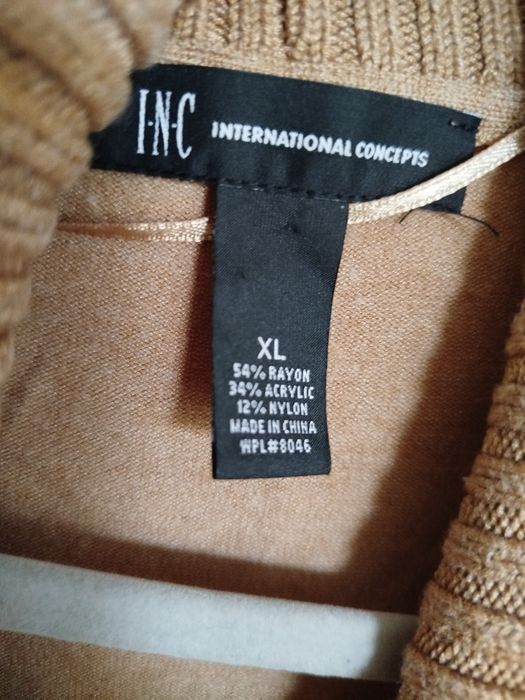 I·N·C INTERNATIONAL CONCEPTS
XL
54% RAYON
34% ACRYLIC
12% NYLON
MADE IN CHINA
WPL#8046